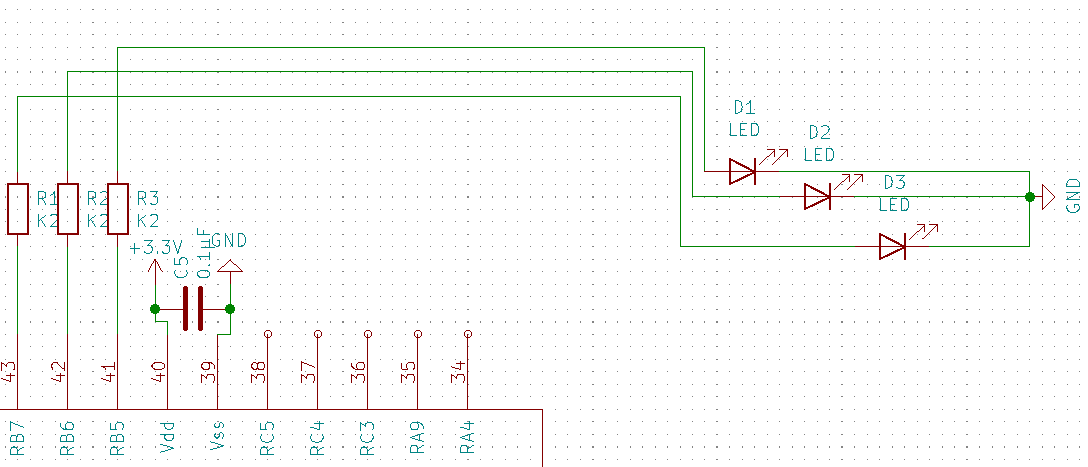 D1
LED
D2
LED
D3
LED
GND
R1
K2
R2
K2
R3
K2
+3.3V
C5
0.1µF
GND
43
42
41
40
39
38
37
36
35
34
RB7
RB6
RB5
Vdd
Vss
RC5
RC4
RC3
RA9
RA4